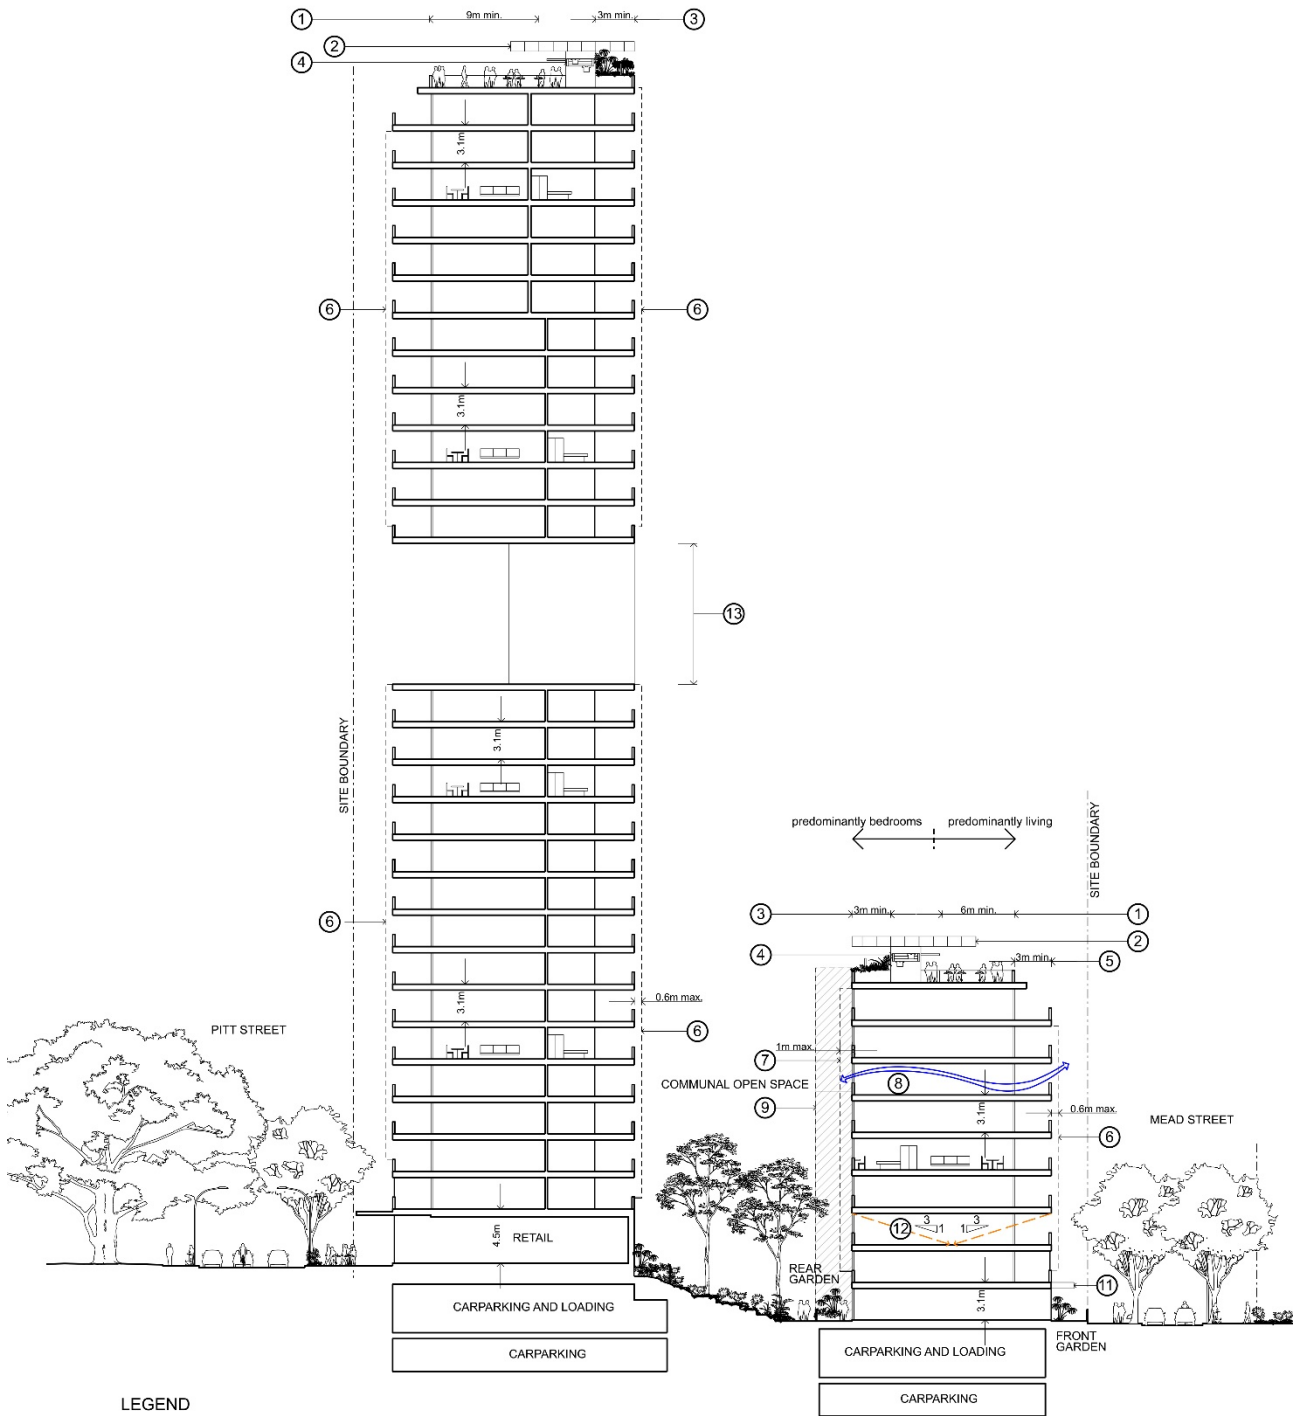 1
9m min.
3m min.
3
2
4
3.1m
3.1m
6
6
3.1m
13
SITE BOUNDARY
3.1m
SITE BOUNDARY
predominantly bedrooms
predominantly living
6
3
3m min.
6m min.
1
2
4
3m min.
5
3.1m
0.6m max.
6
PITT STREET
1m max.
7
COMMUNAL OPEN SPACE
8
9
3.1m
0.6m max.
6
MEAD STREET
4.5m
RETAIL
12
3
1
3
1
REAR
GARDEN
3.1m
11
CARPARKING AND LOADING
CARPARKING
FRONT
GARDEN
CARPARKING AND LOADING
CARPARKING
LEGEND